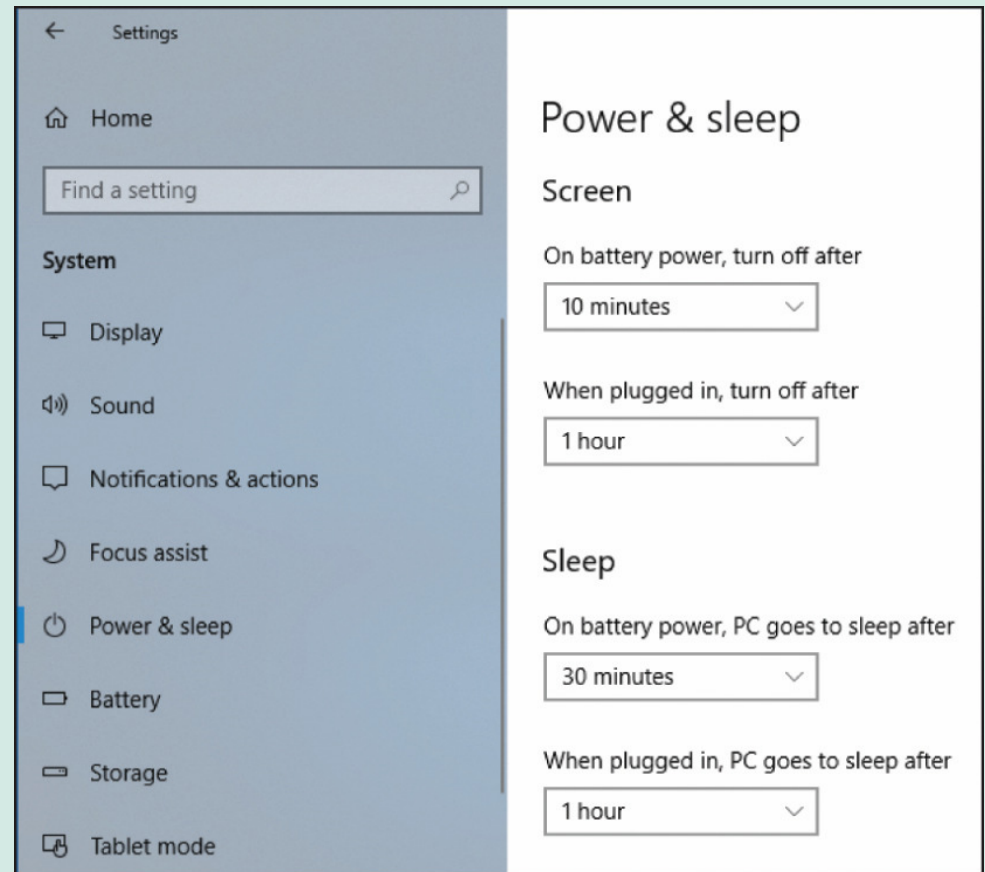 Settings
Home
Find a setting
System
Display
Sound
Notifications & actions
Focus assist
Power & sleep
Battery
Storage
Tablet mode
Power & sleep
Screen
On battery power, turn off after
10 minutes
When plugged in, turn off after
1 hour
Sleep
On battery power, PC goes to sleep after
30 minutes
When plugged in, PC goes to sleep after
1 hour